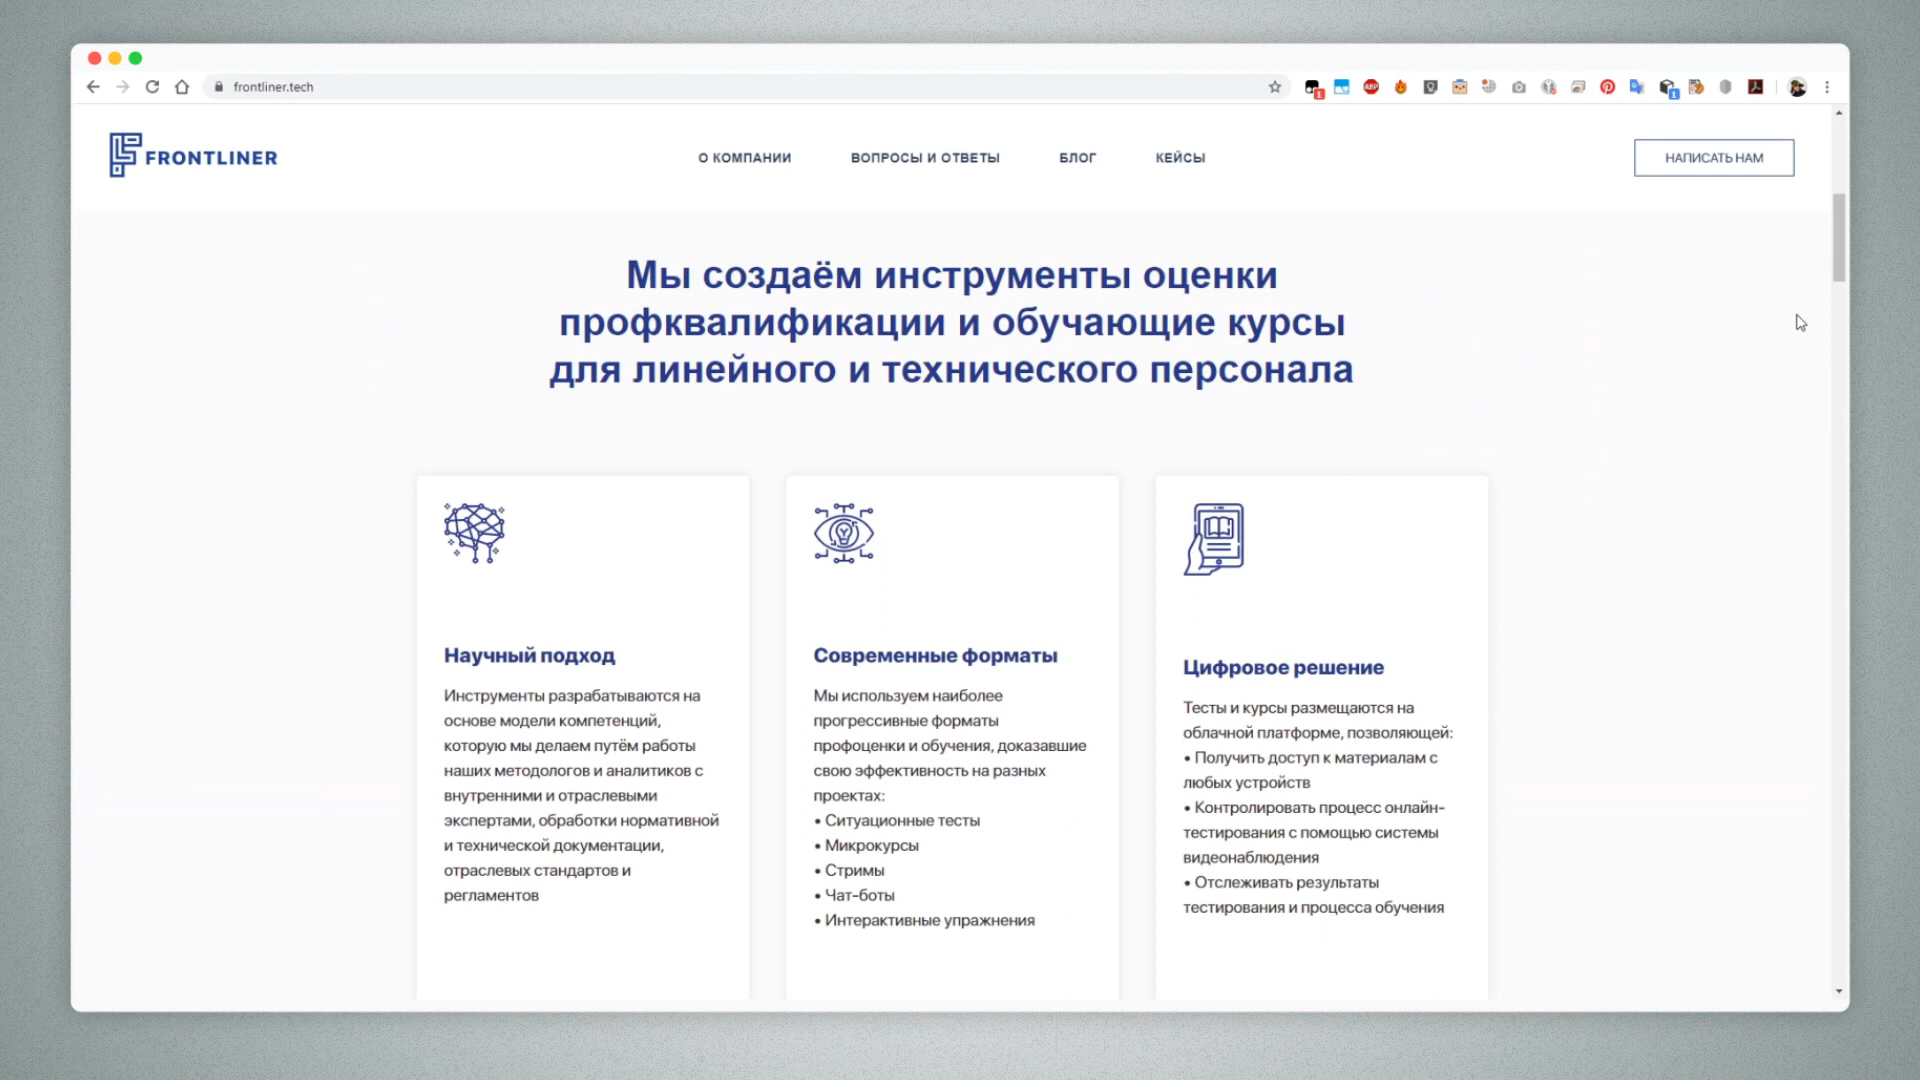 frontliner.tech
ABP
1
1
FRONTLINER
О КОМПАНИИ
ВОПРОСЫ И ОТВЕТЫ
БЛОГ
КЕЙСЫ
НАПИСАТЬ НАМ
Мы создаём инструменты оценки
профквалификации и обучающие курсы
для линейного и технического персонала
Научный подход
Инструменты разрабатываются на
основе модели компетенций,
которую мы делаем путём работы
наших методологов и аналитиков с
внутренними и отраслевыми
экспертами, обработки нормативной
и технической документации,
отраслевых стандартов и
регламентов
Современные форматы
Мы используем наиболее
прогрессивные форматы
профоценки и обучения, доказавшие
свою эффективность на разных
проектах:
• Ситуационные тесты
• Микрокурсы
• Стримы
• Чат-боты
• Интерактивные упражнения
Цифровое решение
Тесты и курсы размещаются на
облачной платформе, позволяющей:
• Получить доступ к материалам с
любых устройств
• Контролировать процесс онлайн-
тестирования с помощью системы
видеонаблюдения
• Отслеживать результаты
тестирования и процесса обучения